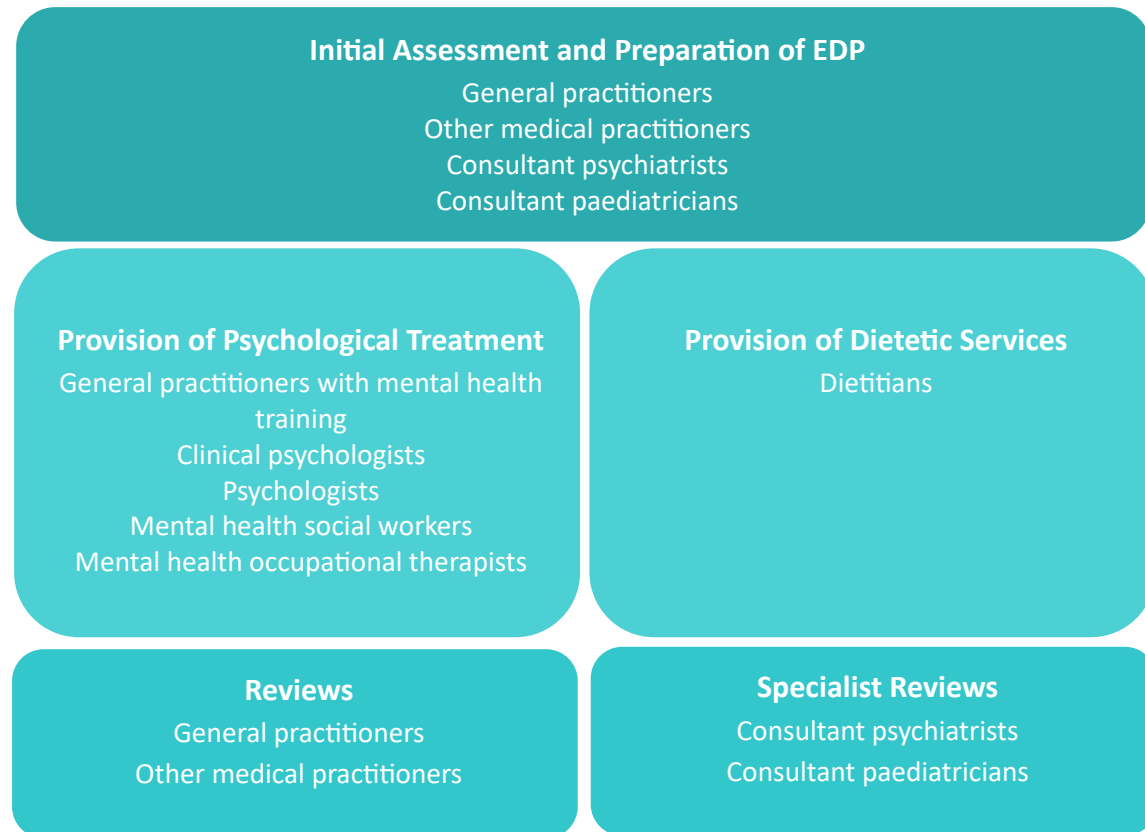 Initial Assessment and Preparation of EDP
General practitioners
Other medical practitioners
Consultant psychiatrists
Consultant paediatricians
Provision of Psychological Treatment
General practitioners with mental health
training
Clinical psychologists
Psychologists
Mental health social workers
Mental health occupational therapists
Provision of Dietetic Services
Dietitians
Reviews
General practitioners
Other medical practitioners
Specialist Reviews
Consultant psychiatrists
Consultant paediatricians